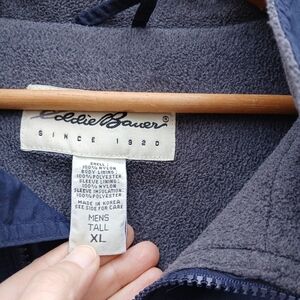 Eddie Bauer®
SINCE 1920
SHELL:
100% NYLON
BODY LINING:
100% POLYESTER
SLEEVE LINING:
100% NYLON
SLEEVE INSULATION:
100% POLYESTER
MADE IN KOREA
SEE SIDE FOR CARE
MENS
TALL
XL